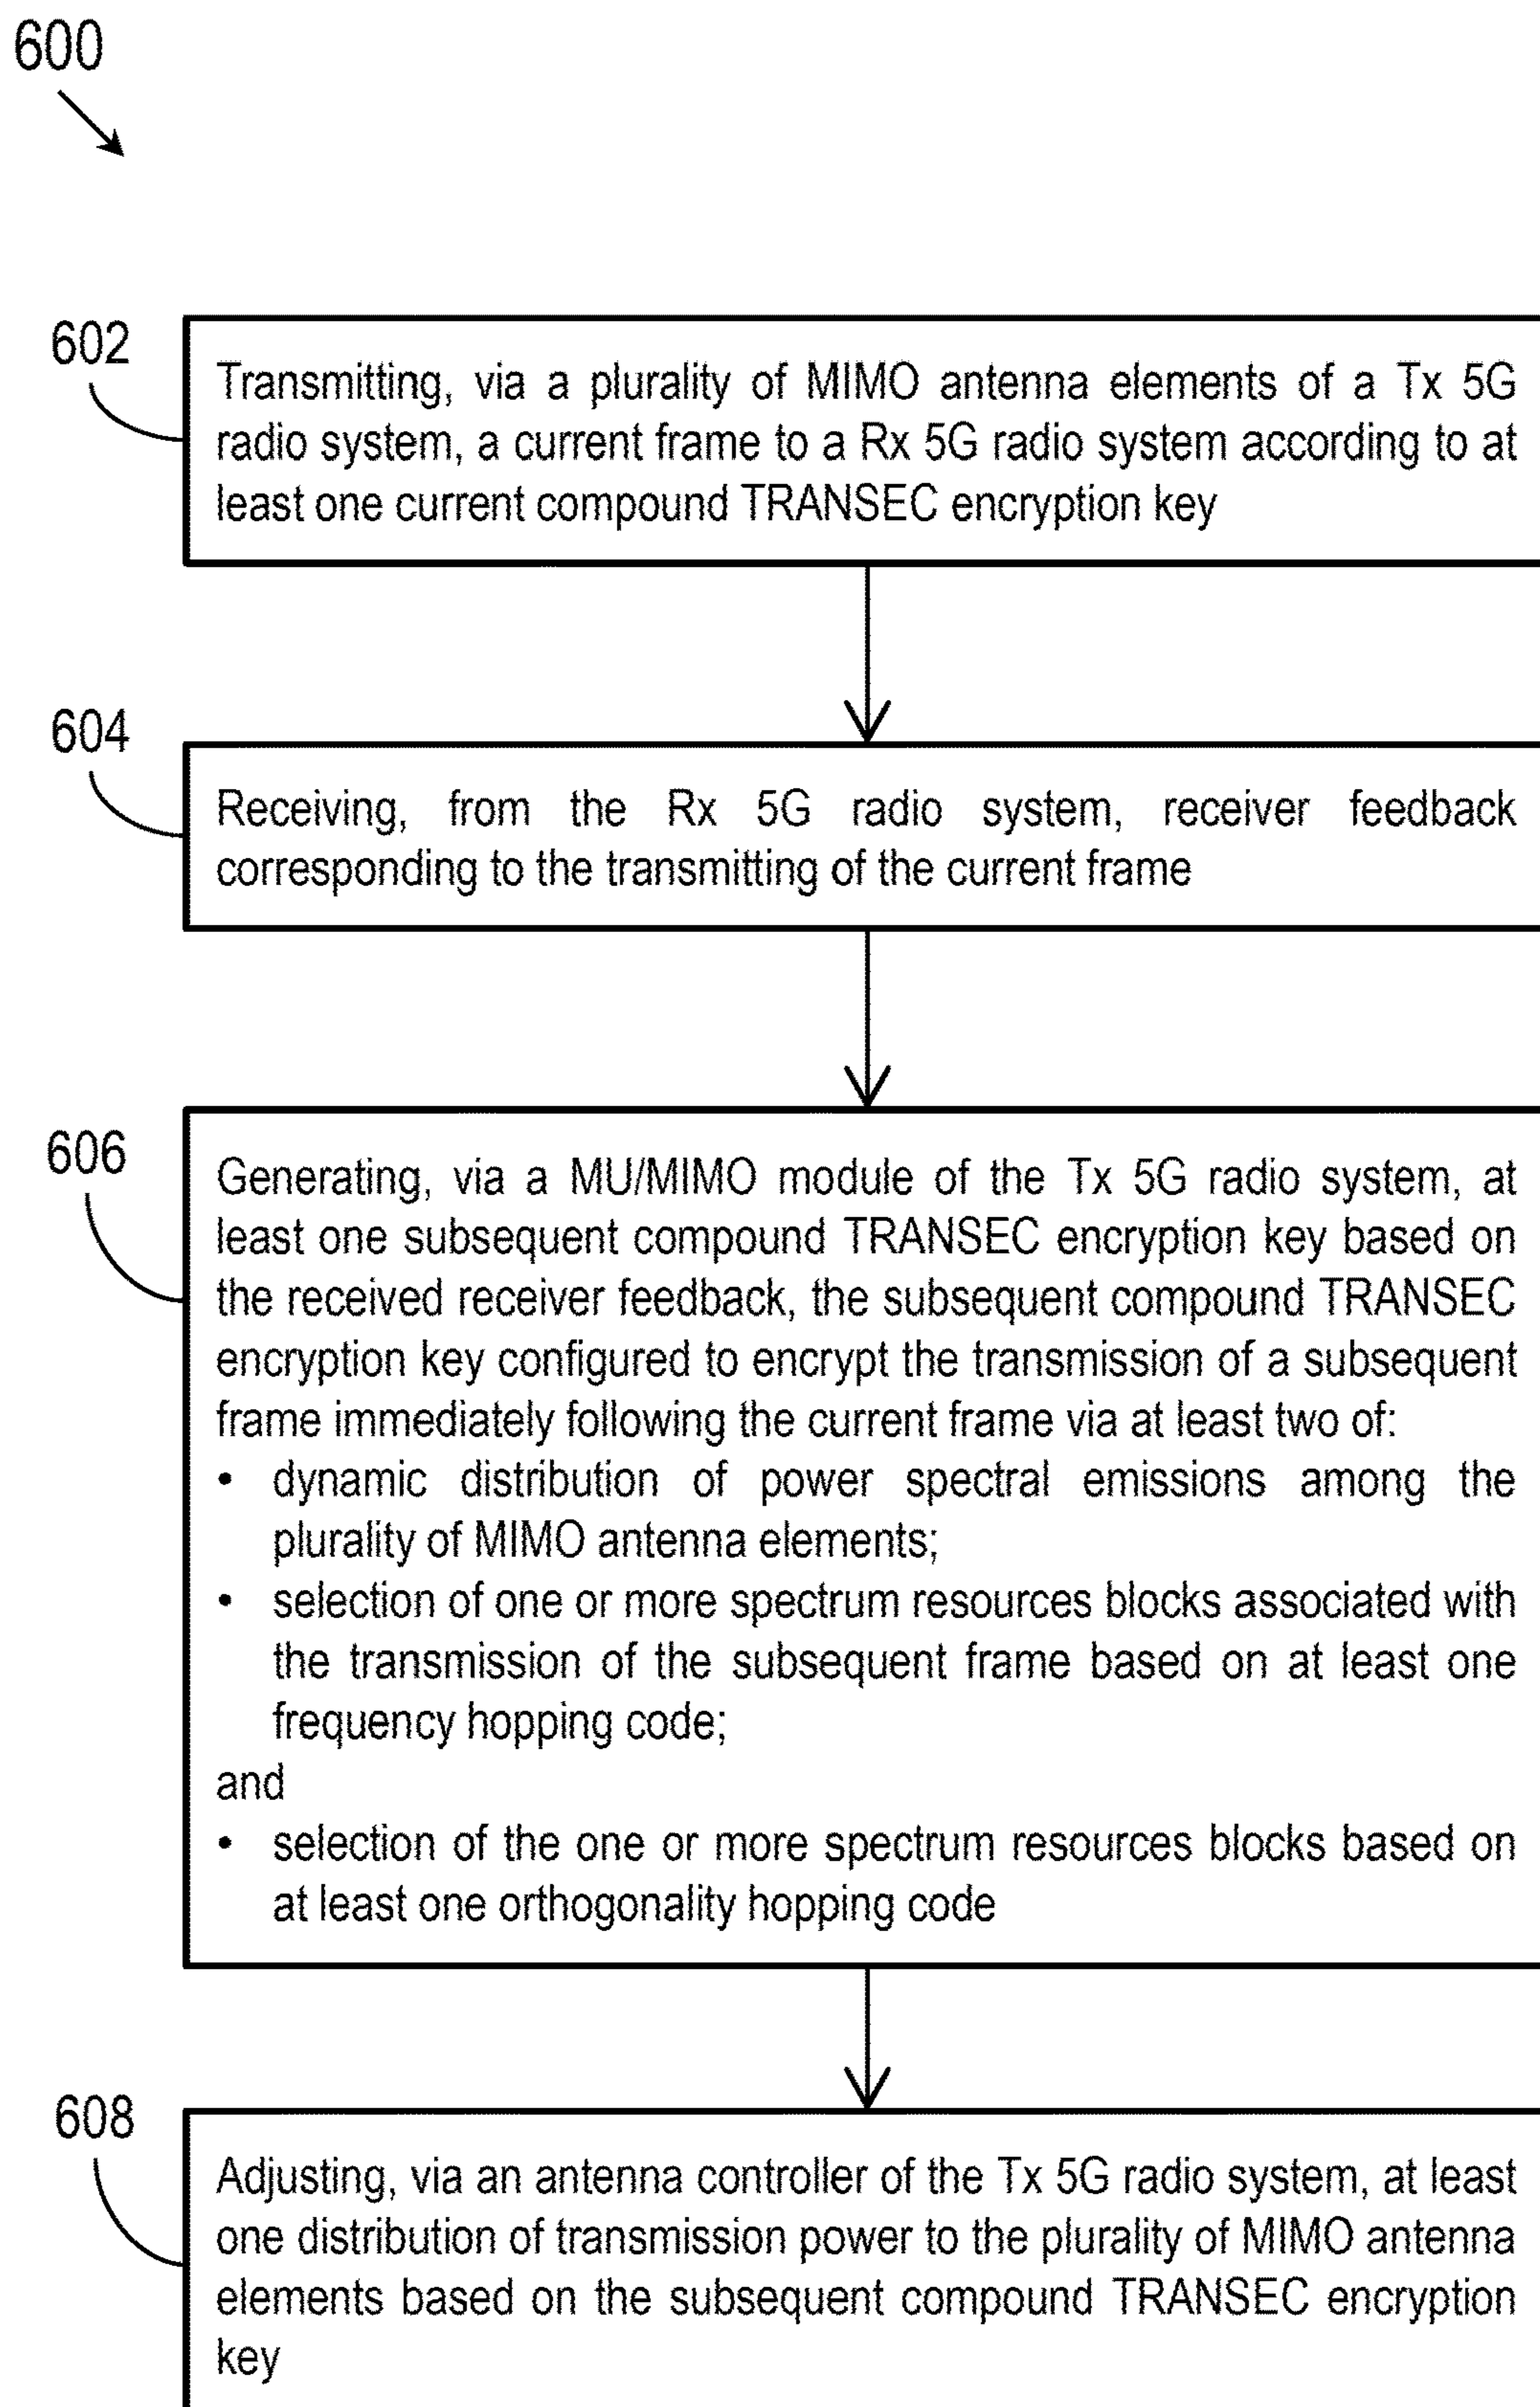 600
602
Transmitting, via a plurality of MIMO antenna elements of a Tx 5G
radio system, a current frame to a Rx 5G radio system according to at
least one current compound TRANSEC encryption key
604
Receiving, from the Rx 5G radio system, receiver feedback
corresponding to the transmitting of the current frame
606
Generating, via a MU/MIMO module of the Tx 5G radio system, at
least one subsequent compound TRANSEC encryption key based on
the received receiver feedback, the subsequent compound TRANSEC
encryption key configured to encrypt the transmission of a subsequent
frame immediately following the current frame via at least two of:
• dynamic distribution of power spectral emissions among the
plurality of MIMO antenna elements;
• selection of one or more spectrum resources blocks associated with
the transmission of the subsequent frame based on at least one
frequency hopping code;
and
• selection of the one or more spectrum resources blocks based on
at least one orthogonality hopping code
608
Adjusting, via an antenna controller of the Tx 5G radio system, at least
one distribution of transmission power to the plurality of MIMO antenna
elements based on the subsequent compound TRANSEC encryption
key